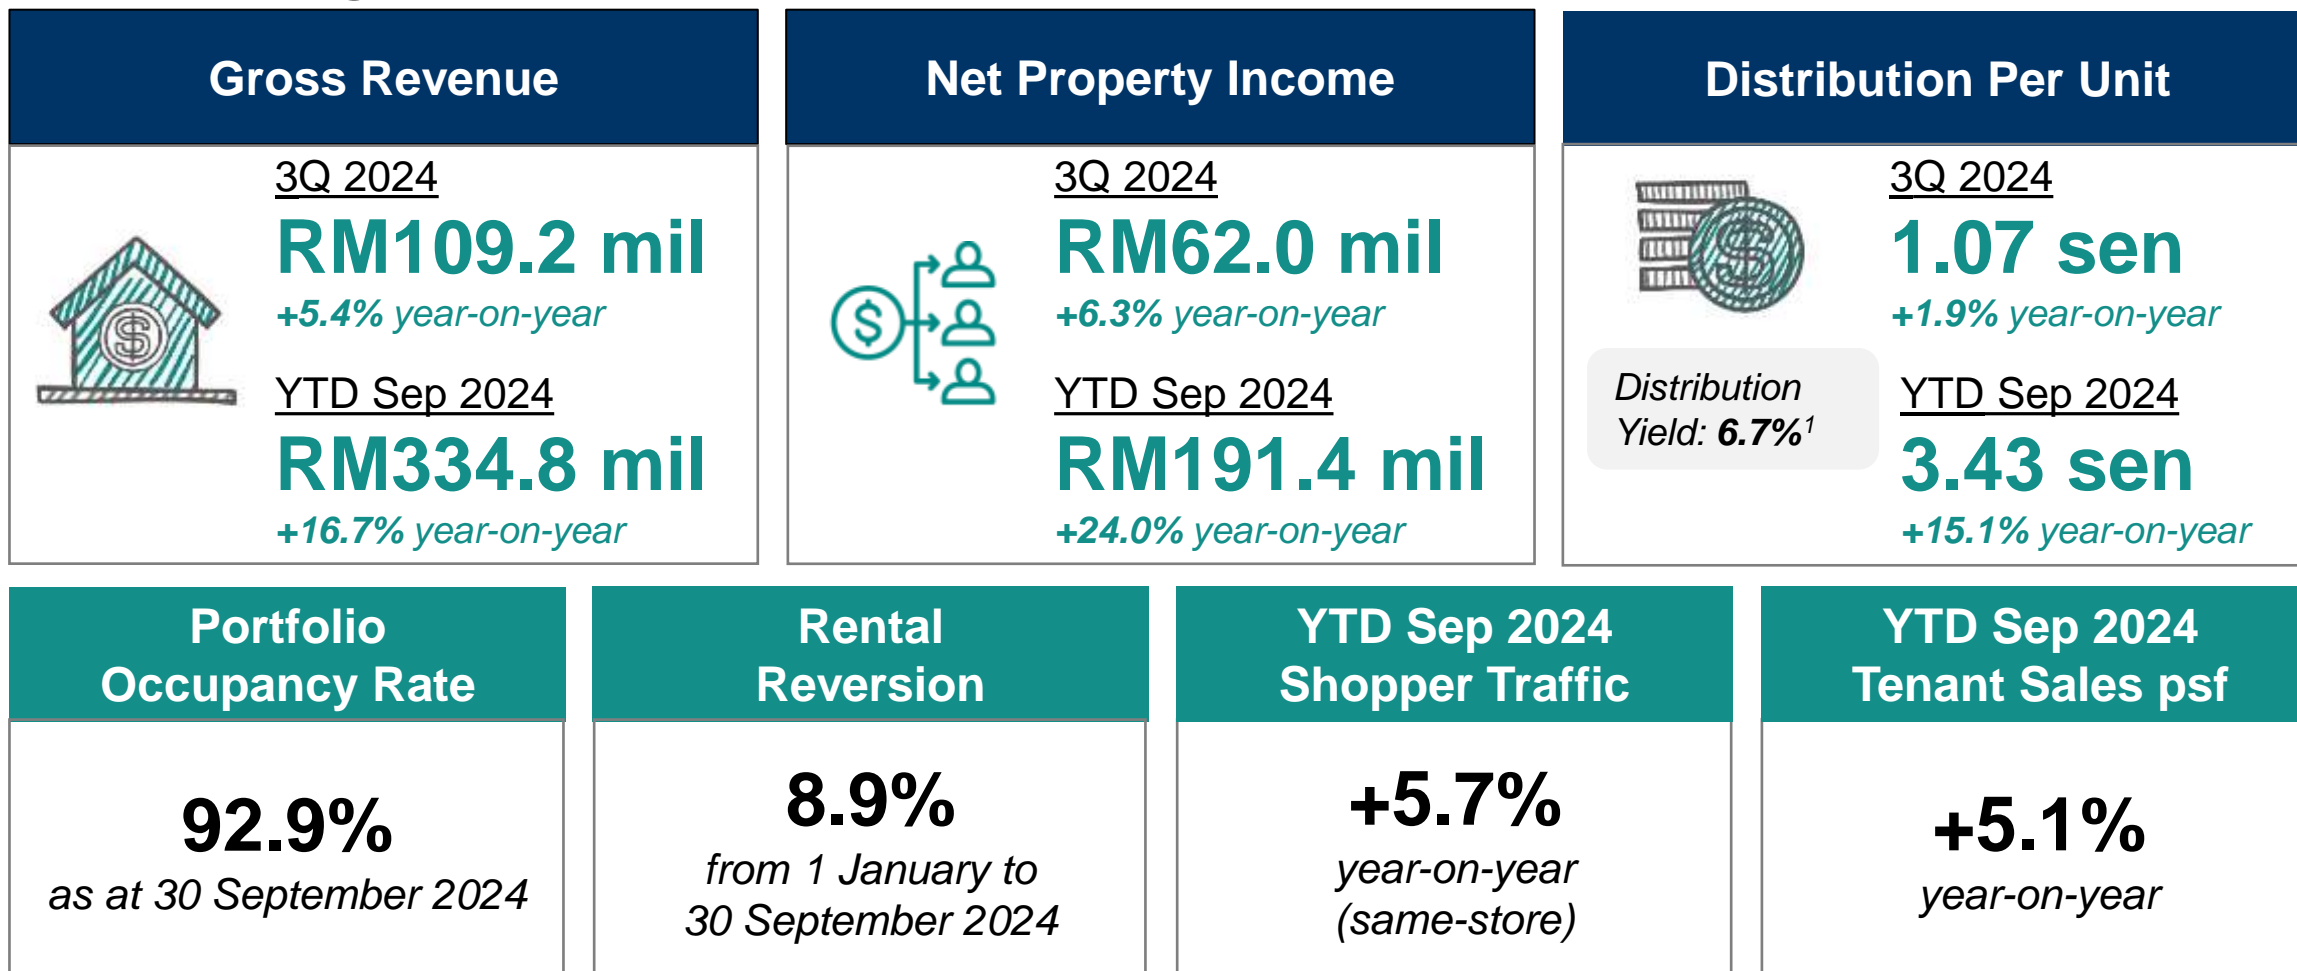 Gross Revenue
3Q 2024
RM109.2 mil
+5.4% year-on-year
YTD Sep 2024
RM334.8 mil
+16.7% year-on-year
Net Property Income
3Q 2024
RM62.0 mil
+6.3% year-on-year
YTD Sep 2024
RM191.4 mil
+24.0% year-on-year
Distribution Per Unit
3Q 2024
1.07 sen
+1.9% year-on-year
Distribution
Yield: 6.7%¹
YTD Sep 2024
3.43 sen
+15.1% year-on-year
Portfolio
Occupancy Rate
92.9%
as at 30 September 2024
Rental
Reversion
8.9%
from 1 January to
30 September 2024
YTD Sep 2024
Shopper Traffic
+5.7%
year-on-year
(same-store)
YTD Sep 2024
Tenant Sales psf
+5.1%
year-on-year